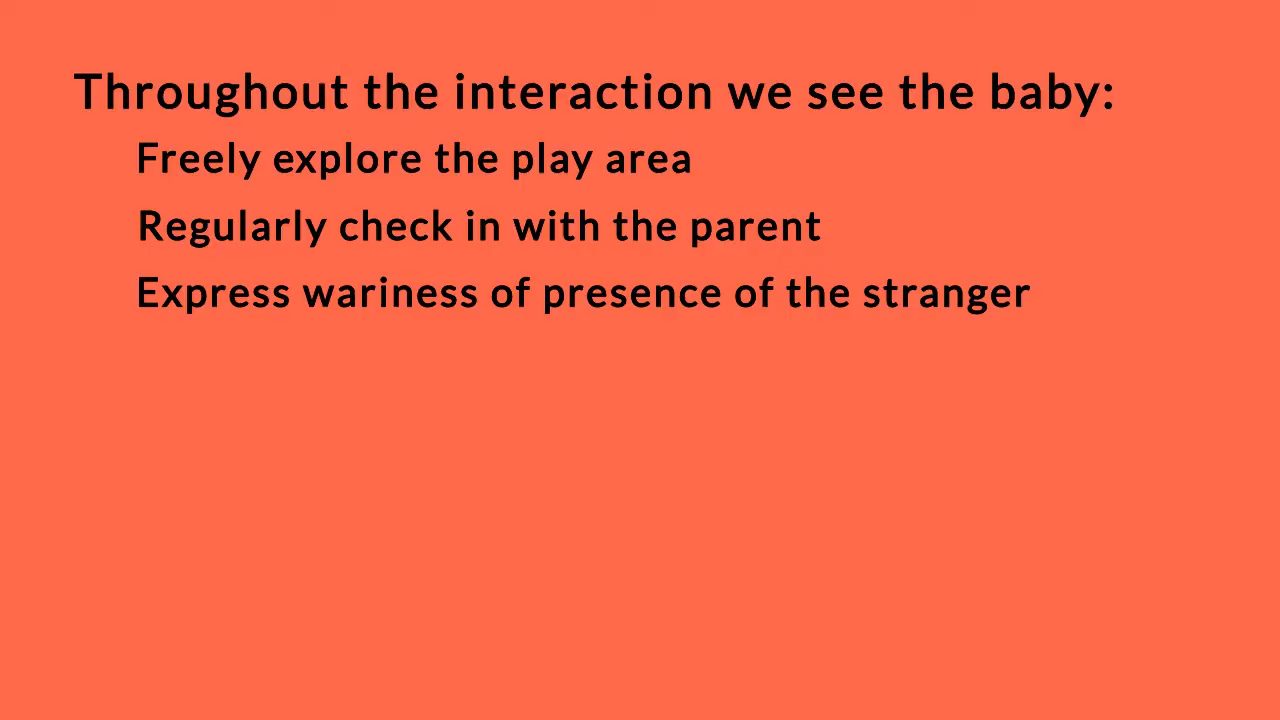 Throughout the interaction we see the baby:
Freely explore the play area
Regularly check in with the parent
Express wariness of presence of the stranger